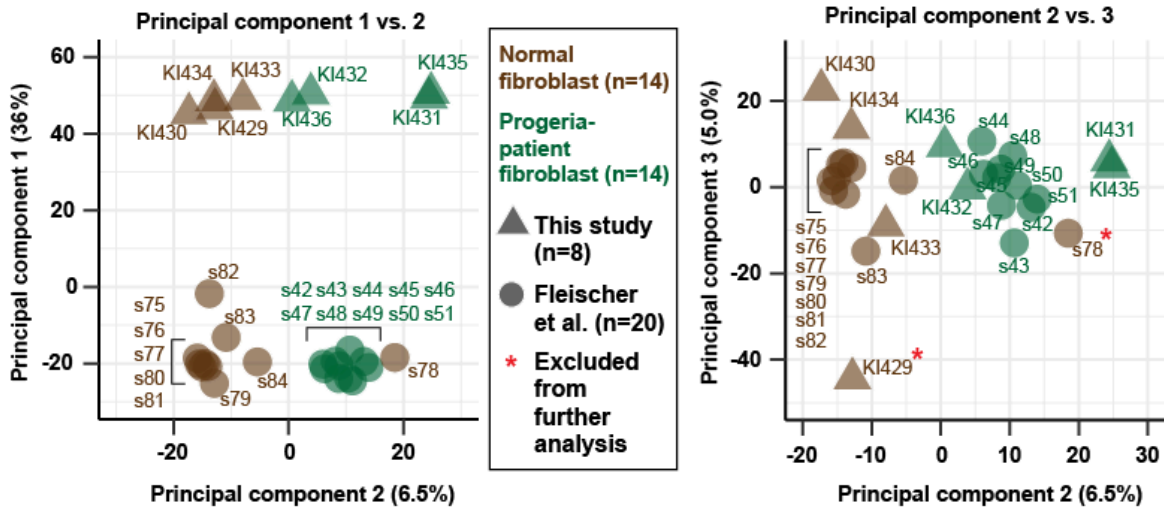 Principal component 1 vs. 2
Principal component 1 (36%)
60
40
20
0
-20
KI434
KI433
KI432
KI435
KI430
KI429
KI436
KI431
s82
s75
s76
s77
s80
s81
s83
s79
s84
s42 s43 s44 s45 s46
s47 s48 s49 s50 s51
s78
-20
0
20
Principal component 2 (6.5%)
Normal
fibroblast (n=14)
Progeria-
patient
fibroblast (n=14)
This study
(n=8)
Fleischer
et al. (n=20)
* Excluded
from
further
analysis
Principal component 2 vs. 3
Principal component 3 (5.0%)
20
0
-20
-40
KI430
KI434
KI436
s44
s48
KI431
s84
s46
s49
s50
s45
s51
KI435
KI432
s47
s42
s75
s76
s77
s79
s80
s81
s82
KI433
s83
s43
s78
*
*
KI429
-20
-10
0
10
20
30
Principal component 2 (6.5%)